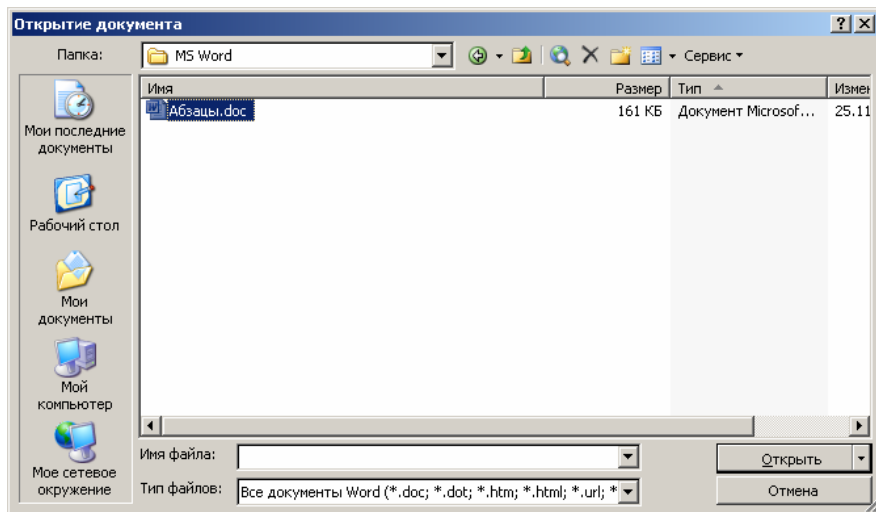 Открытие документа
Папка:
MS Word
Сервис
Имя
Размер
Тип
Измен
Абзацы.doc
161 КБ
Документ Microsof...
25.11
Мои последние
документы
Рабочий стол
Мои
документы
Мой
компьютер
Мое сетевое
окружение
Имя файла:
Открыть
Тип файлов:
Все документы Word (*.doc; *.dot; *.htm; *.html; *.url; *
Отмена